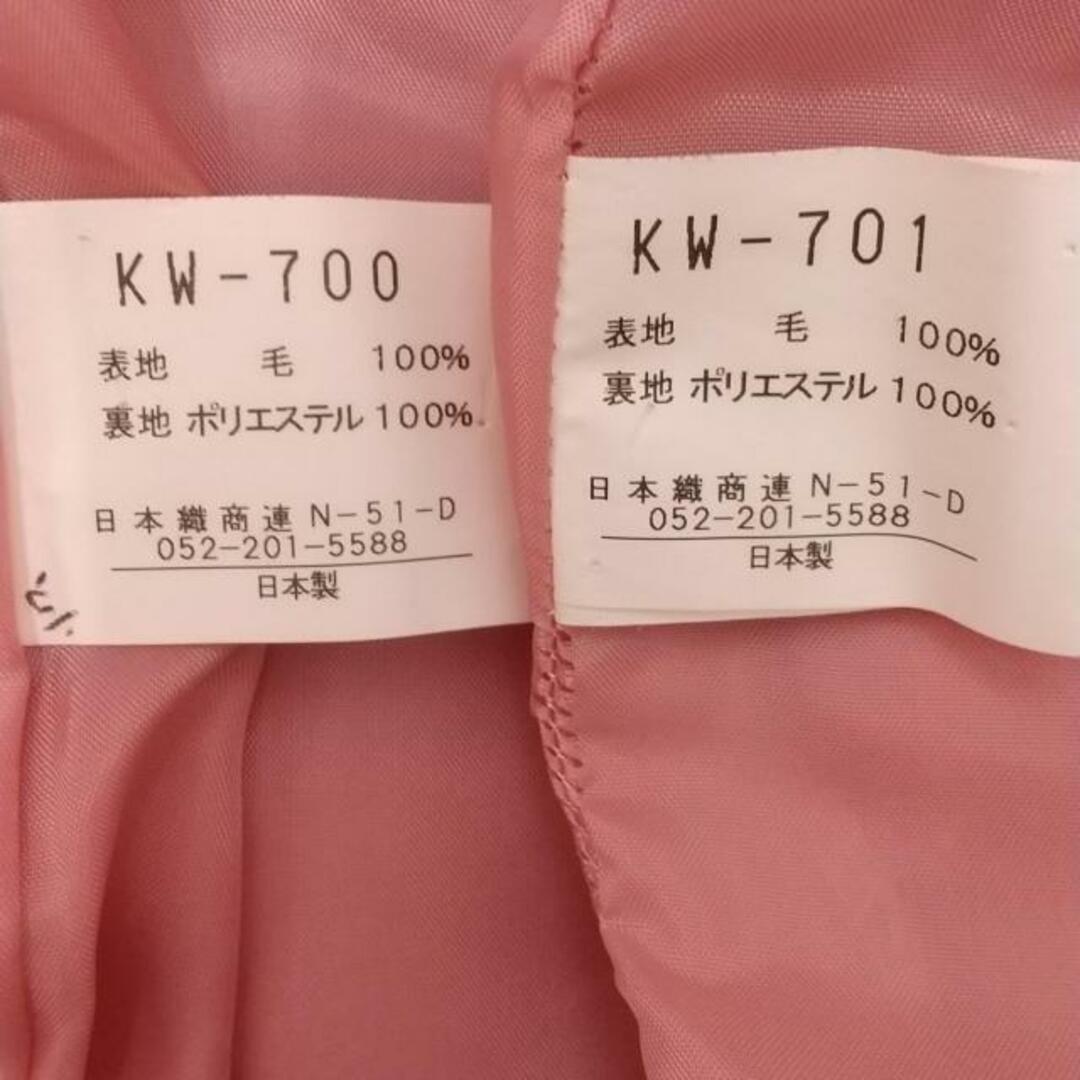 KW-700
表地 毛 100%
裏地 ポリエステル 100%
日本織商連 N-51-D
052-201-5588
日本製
KW-701
表地 毛 100%
裏地 ポリエステル 100%
日本織商連 N-51-D
052-201-5588
日本製